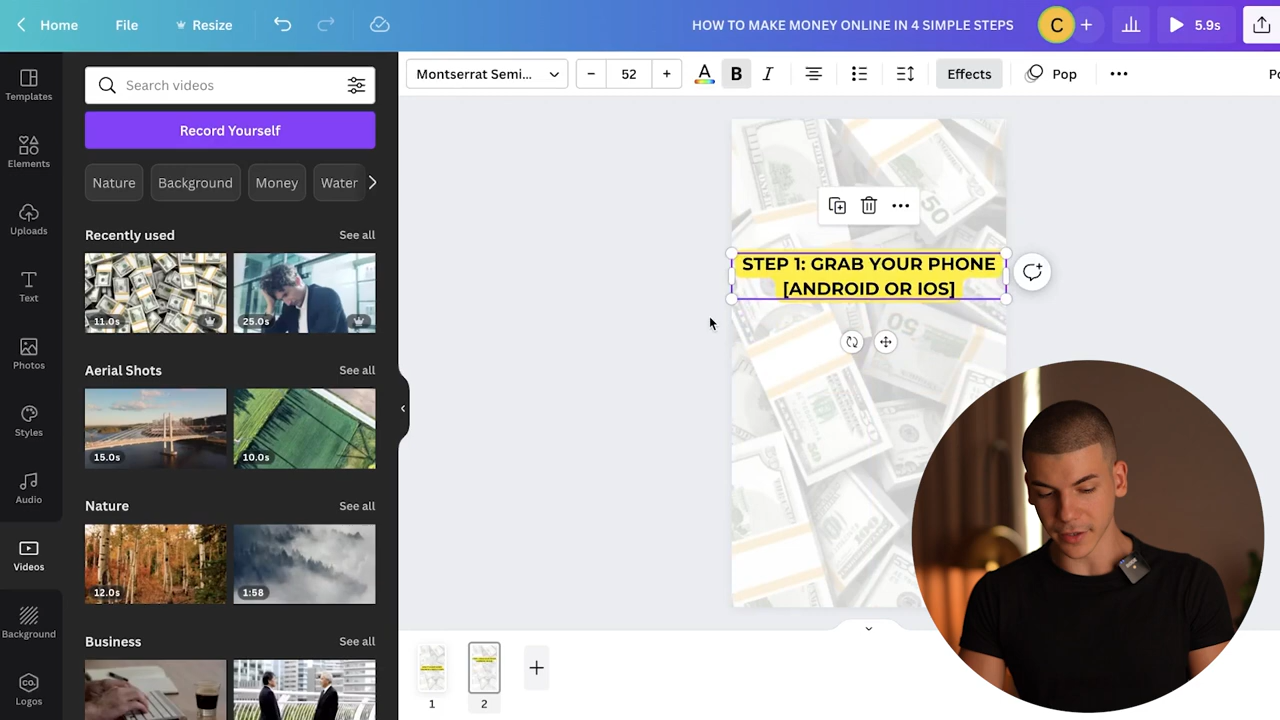 Home
File
Resize
HOW TO MAKE MONEY ONLINE IN 4 SIMPLE STEPS
C
5.9s
Templates
Elements
Uploads
Text
Photos
Styles
Audio
Videos
Background
Logos
Search videos
Record Yourself
Nature
Background
Money
Water
Recently used
See all
11.0s
25.0s
Aerial Shots
See all
15.0s
10.0s
Nature
See all
12.0s
1:58
Business
See all
Montserrat Semi...
52
A
B
I
Effects
Pop
STEP 1: GRAB YOUR PHONE
[ANDROID OR IOS]
50
50
1
2